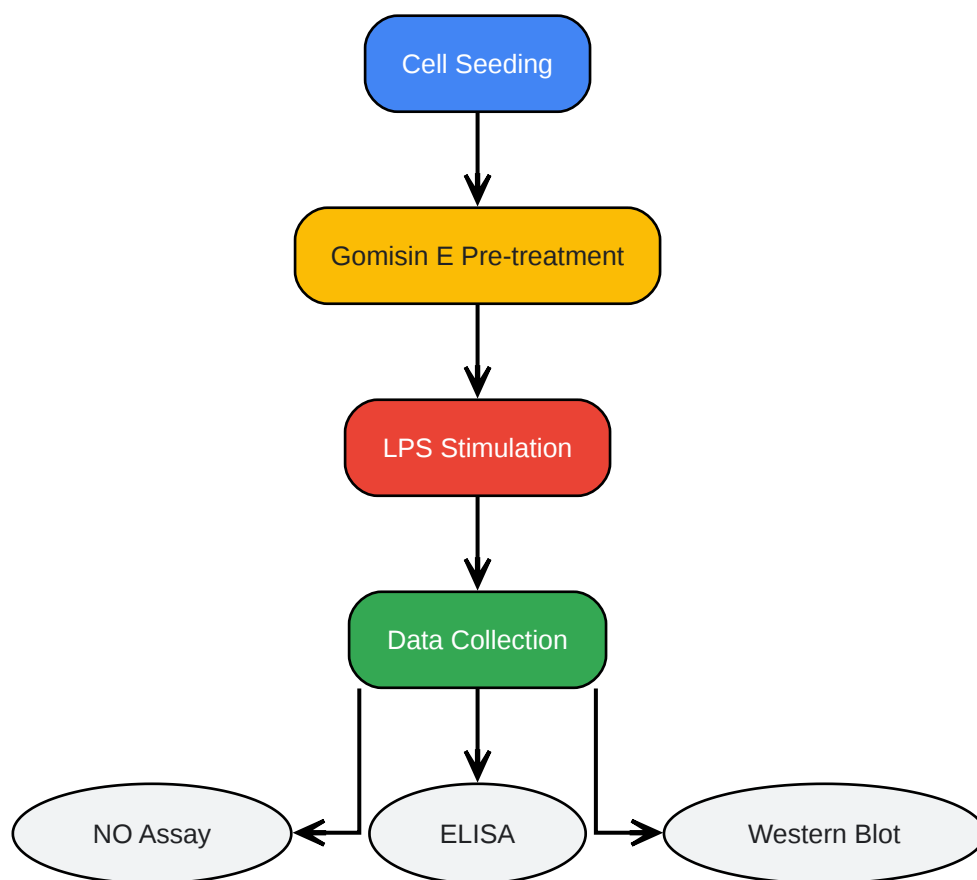 Cell Seeding
Gomisin E Pre-treatment
LPS Stimulation
Data Collection
NO Assay
ELISA
Western Blot